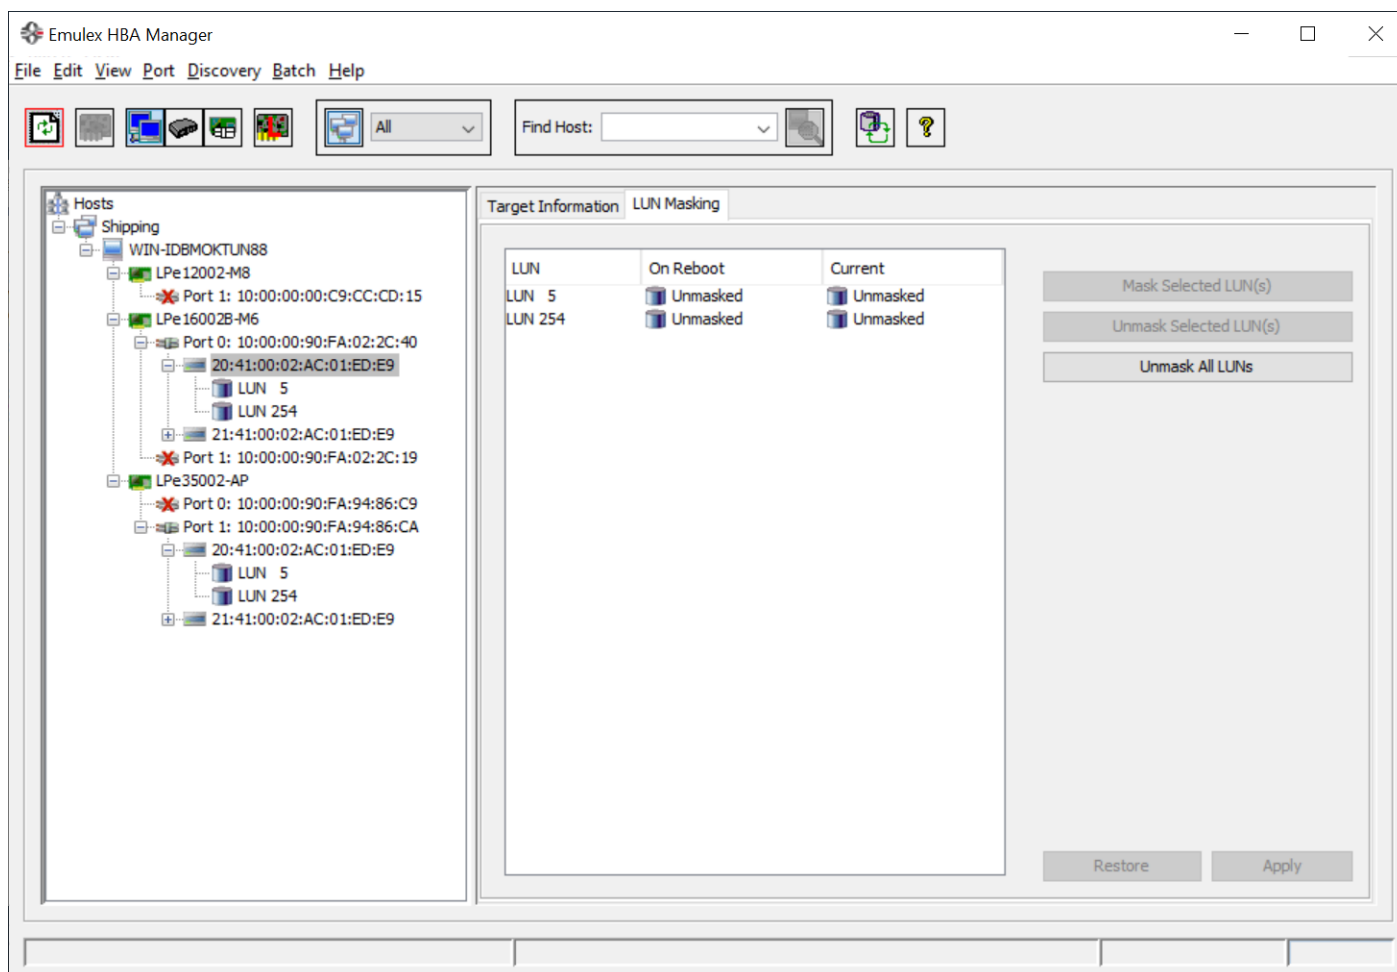 Emulex HBA Manager
File Edit View Port Discovery Batch Help
All
Find Host:
Hosts
Shipping
WIN-IDBMOKTUN88
LPe12002-M8
Port 1: 10:00:00:00:C9:CC:CD:15
LPe16002B-M6
Port 0: 10:00:00:90:FA:02:2C:40
20:41:00:02:AC:01:ED:E9
LUN 5
LUN 254
21:41:00:02:AC:01:ED:E9
Port 1: 10:00:00:90:FA:02:2C:19
LPe35002-AP
Port 0: 10:00:00:90:FA:94:86:C9
Port 1: 10:00:00:90:FA:94:86:CA
20:41:00:02:AC:01:ED:E9
LUN 5
LUN 254
21:41:00:02:AC:01:ED:E9
Target Information LUN Masking
LUN On Reboot Current
LUN 5 Unmasked Unmasked
LUN 254 Unmasked Unmasked
Mask Selected LUN(s)
Unmask Selected LUN(s)
Unmask All LUNs
Restore Apply